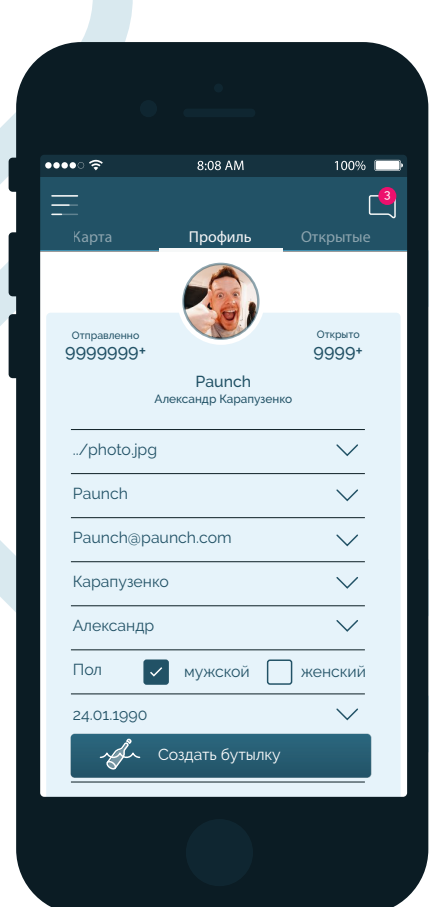 8:08 AM 100%
3
Карта Профиль Открытые
Отправленно Открыто
9999999+ 9999+
Paunch
Александр Карапузенко
../photo.jpg
Paunch
Paunch@paunch.com
Карапузенко
Александр
Пол мужской женский
24.01.1990
Создать бутылку